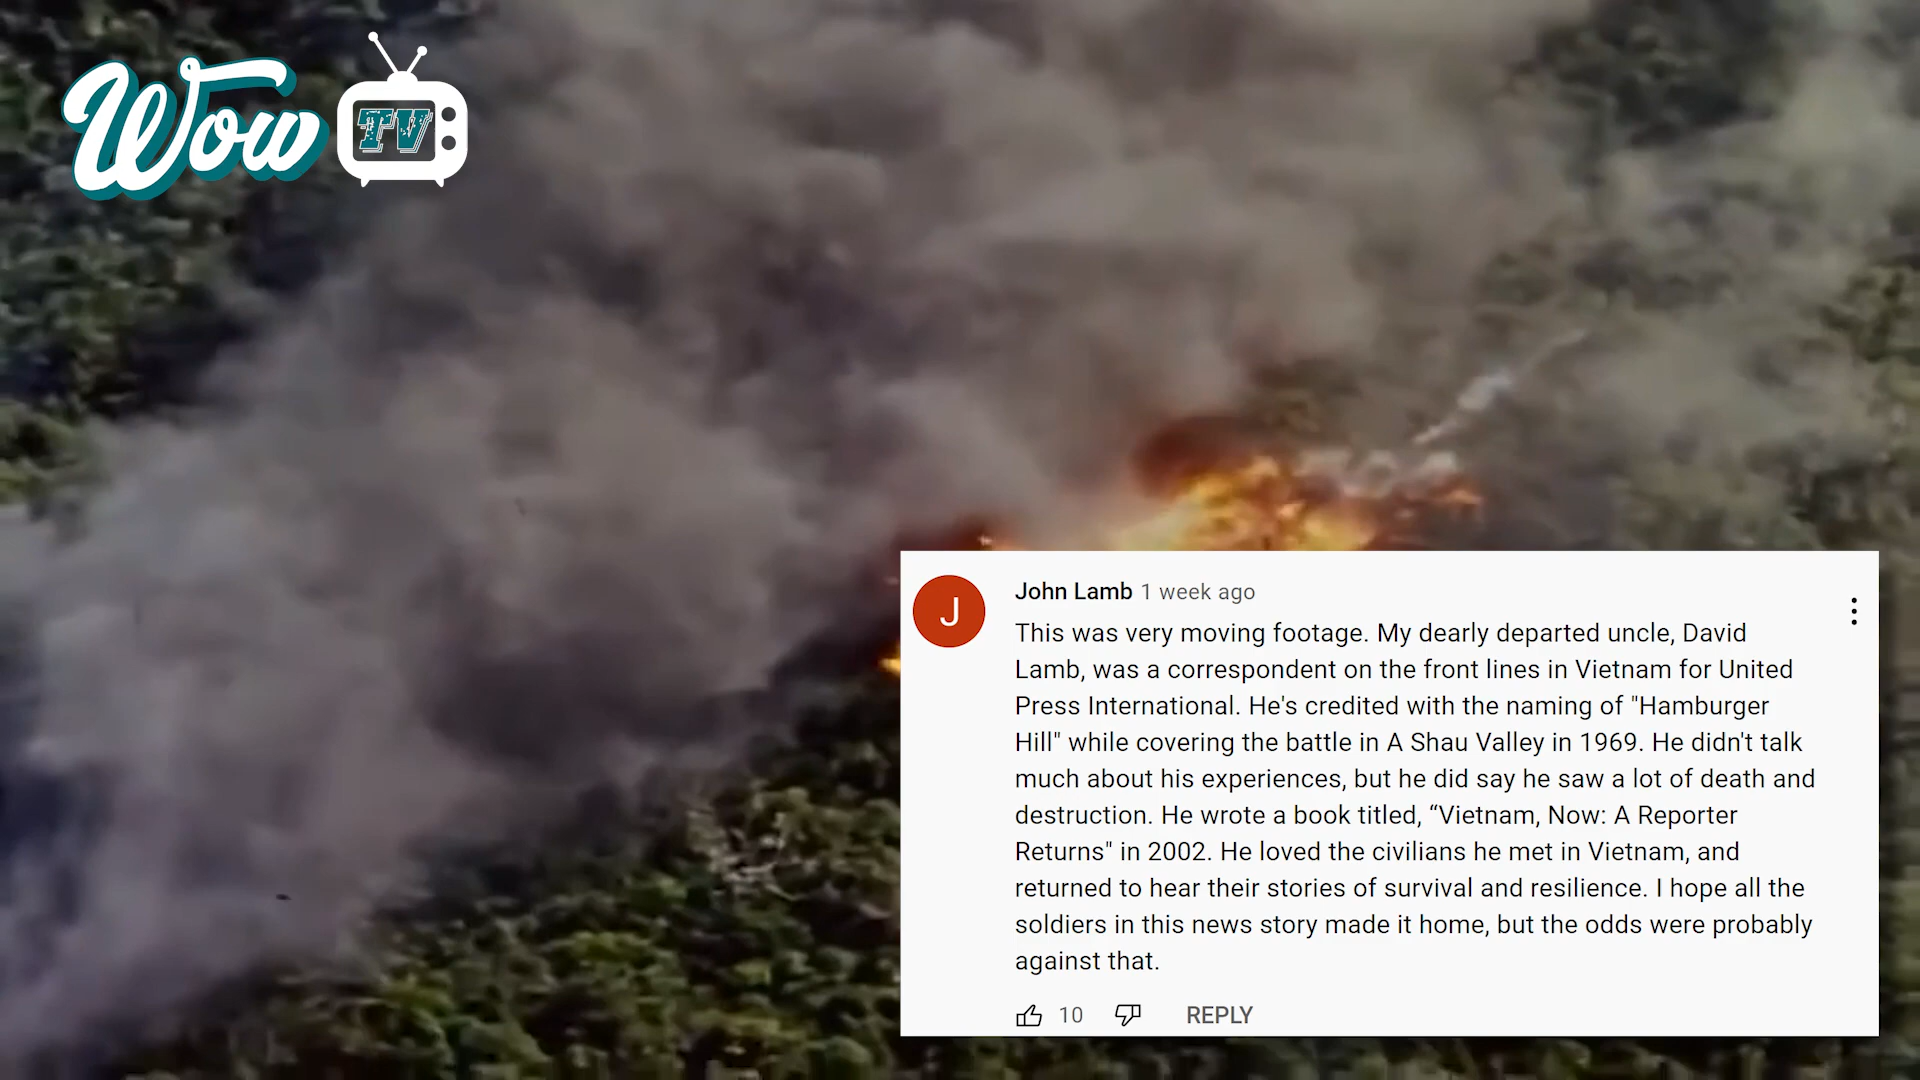 Wow TV
J
John Lamb 1 week ago
This was very moving footage. My dearly departed uncle, David
Lamb, was a correspondent on the front lines in Vietnam for United
Press International. He's credited with the naming of "Hamburger
Hill" while covering the battle in A Shau Valley in 1969. He didn't talk
much about his experiences, but he did say he saw a lot of death and
destruction. He wrote a book titled, “Vietnam, Now: A Reporter
Returns" in 2002. He loved the civilians he met in Vietnam, and
returned to hear their stories of survival and resilience. I hope all the
soldiers in this news story made it home, but the odds were probably
against that.
10 REPLY